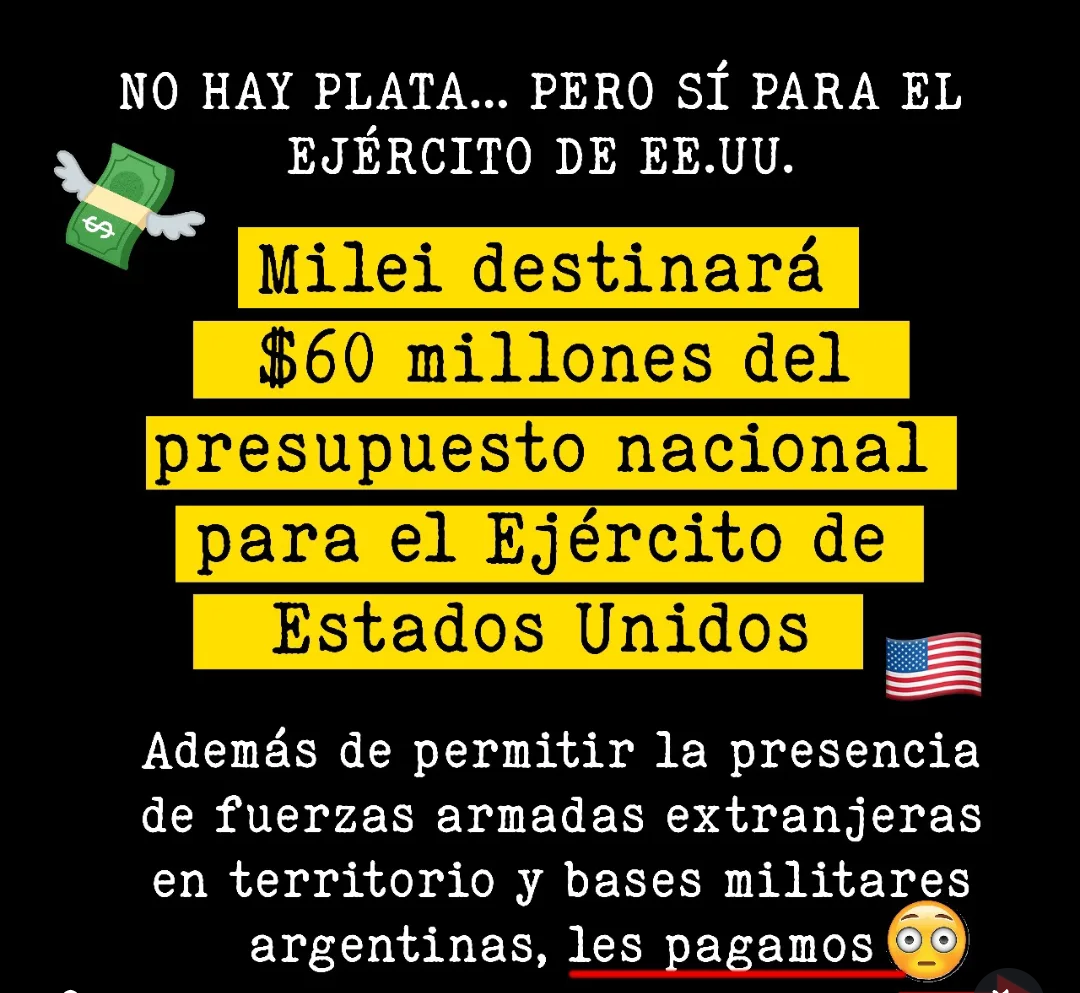 NO HAY PLATA... PERO SÍ PARA EL
EJÉRCITO DE EE.UU.
$
Milei destinará
$60 millones del
presupuesto nacional
para el Ejército de
Estados Unidos
Además de permitir la presencia
de fuerzas armadas extranjeras
en territorio y bases militares
argentinas, les pagamos